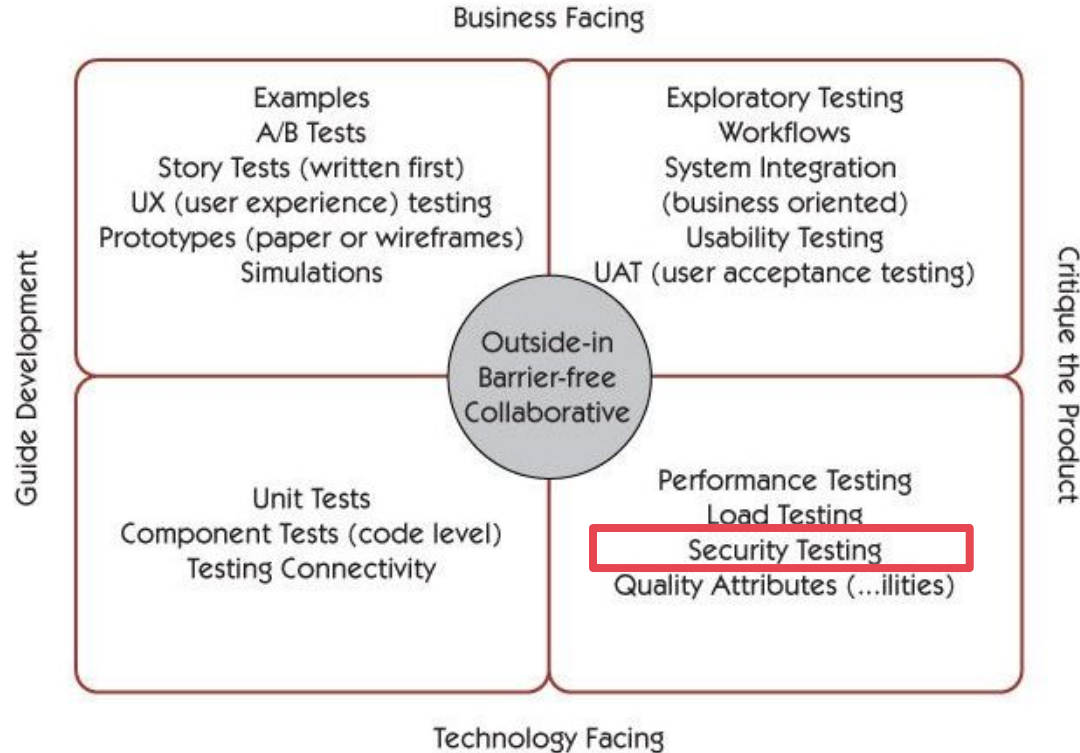 Business Facing
Examples
A/B Tests
Story Tests (written first)
UX (user experience) testing
Prototypes (paper or wireframes)
Simulations
Exploratory Testing
Workflows
System Integration
(business oriented)
Usability Testing
UAT (user acceptance testing)
Guide Development
Outside-in
Barrier-free
Collaborative
Critique the Product
Unit Tests
Component Tests (code level)
Testing Connectivity
Performance Testing
Load Testing
Security Testing
Quality Attributes (...ilities)
Technology Facing